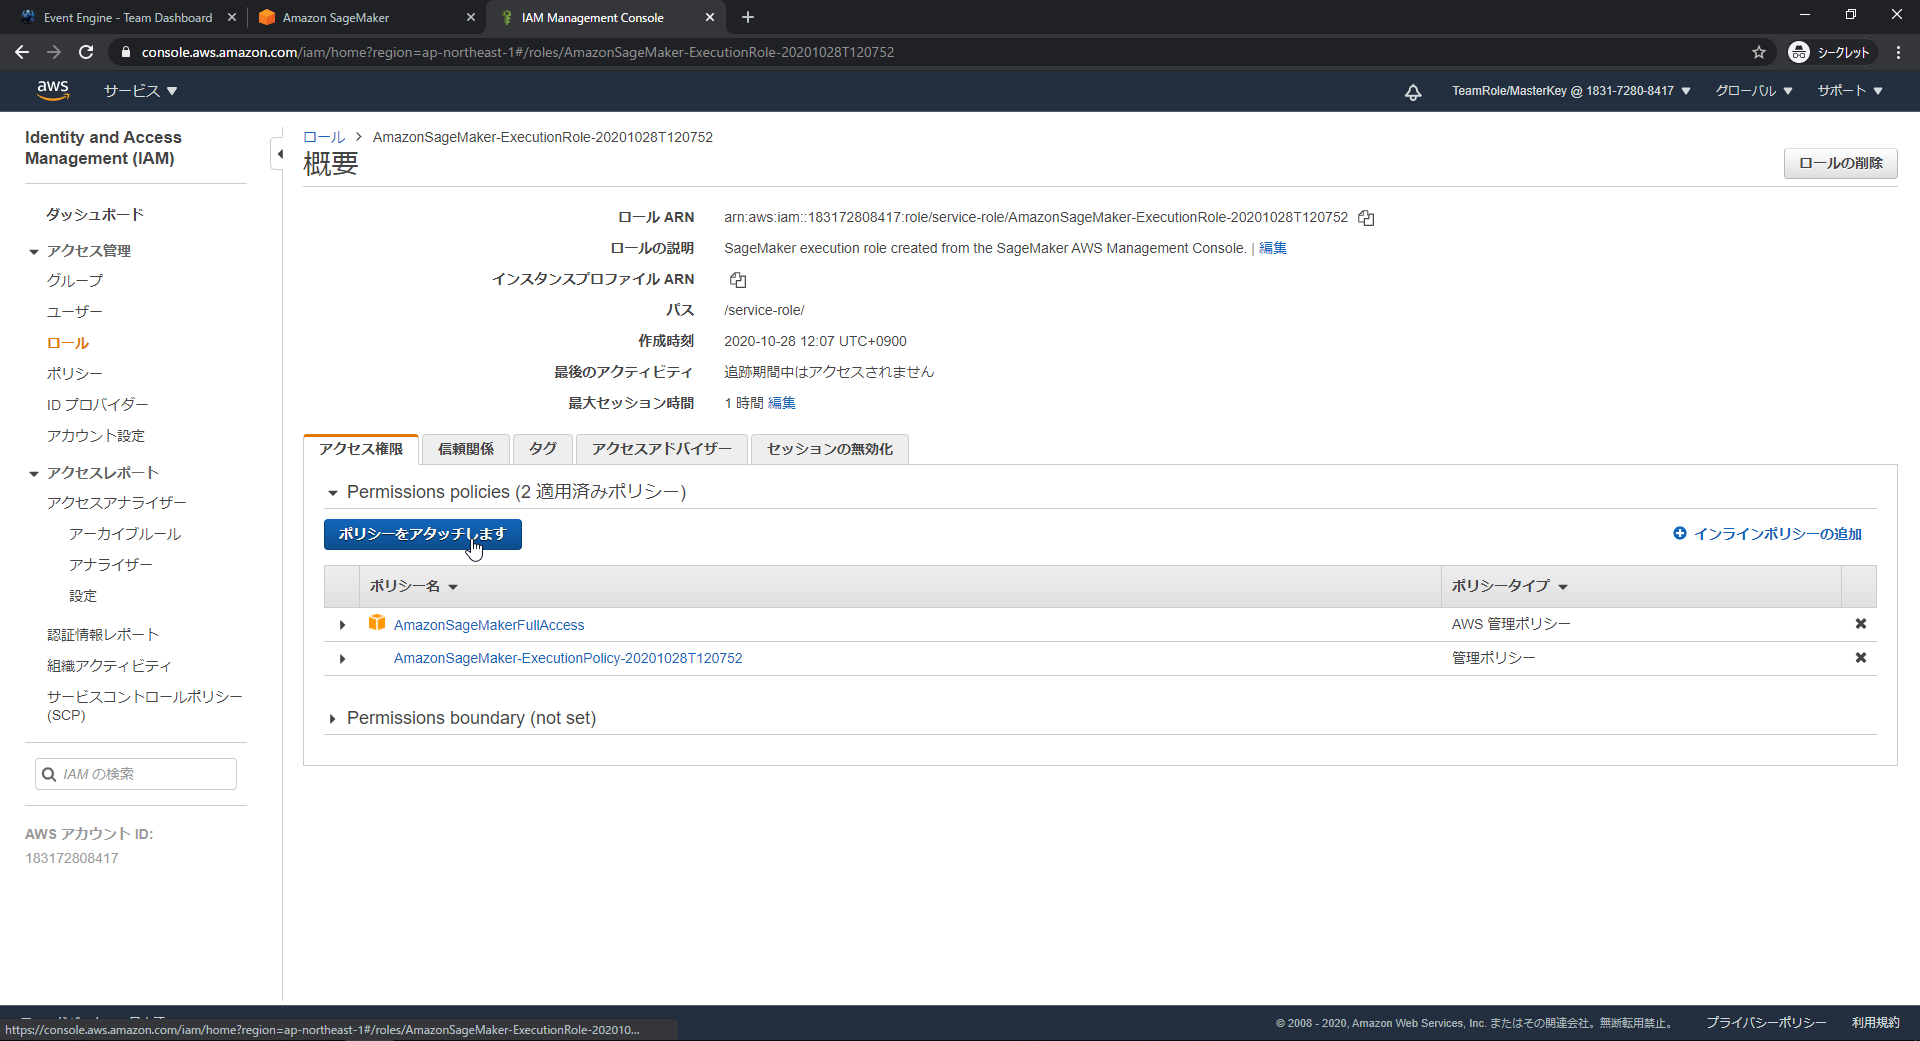 Event Engine - Team Dashboard
Amazon SageMaker
IAM Management Console
console.aws.amazon.com/iam/home?region=ap-northeast-1#/roles/AmazonSageMaker-ExecutionRole-20201028T120752
シークレット
aws
サービス
TeamRole/MasterKey @ 1831-7280-8417
グローバル
サポート
Identity and Access
Management (IAM)
ダッシュボード
アクセス管理
グループ
ユーザー
ロール
ポリシー
ID プロバイダー
アカウント設定
アクセスレポート
アクセスアナライザー
アーカイブルール
アナライザー
設定
認証情報レポート
組織アクティビティ
サービスコントロールポリシー
(SCP)
IAM の検索
AWS アカウント ID:
183172808417
ロール > AmazonSageMaker-ExecutionRole-20201028T120752
概要
ロールの削除
ロール ARN arn:aws:iam::183172808417:role/service-role/AmazonSageMaker-ExecutionRole-20201028T120752
ロールの説明 SageMaker execution role created from the SageMaker AWS Management Console. | 編集
インスタンスプロファイル ARN
パス /service-role/
作成時刻 2020-10-28 12:07 UTC+0900
最後のアクティビティ 追跡期間中はアクセスされません
最大セッション時間 1 時間 編集
アクセス権限 信頼関係 タグ アクセスアドバイザー セッションの無効化
Permissions policies (2 適用済みポリシー)
ポリシーをアタッチします
インラインポリシーの追加
ポリシー名 ポリシータイプ
AmazonSageMakerFullAccess AWS 管理ポリシー
AmazonSageMaker-ExecutionPolicy-20201028T120752 管理ポリシー
Permissions boundary (not set)
https://console.aws.amazon.com/iam/home?region=ap-northeast-1#/roles/AmazonSageMaker-ExecutionRole-202010...
© 2008 - 2020, Amazon Web Services, Inc. またはその関連会社。無断転用禁止。
プライバシーポリシー
利用規約